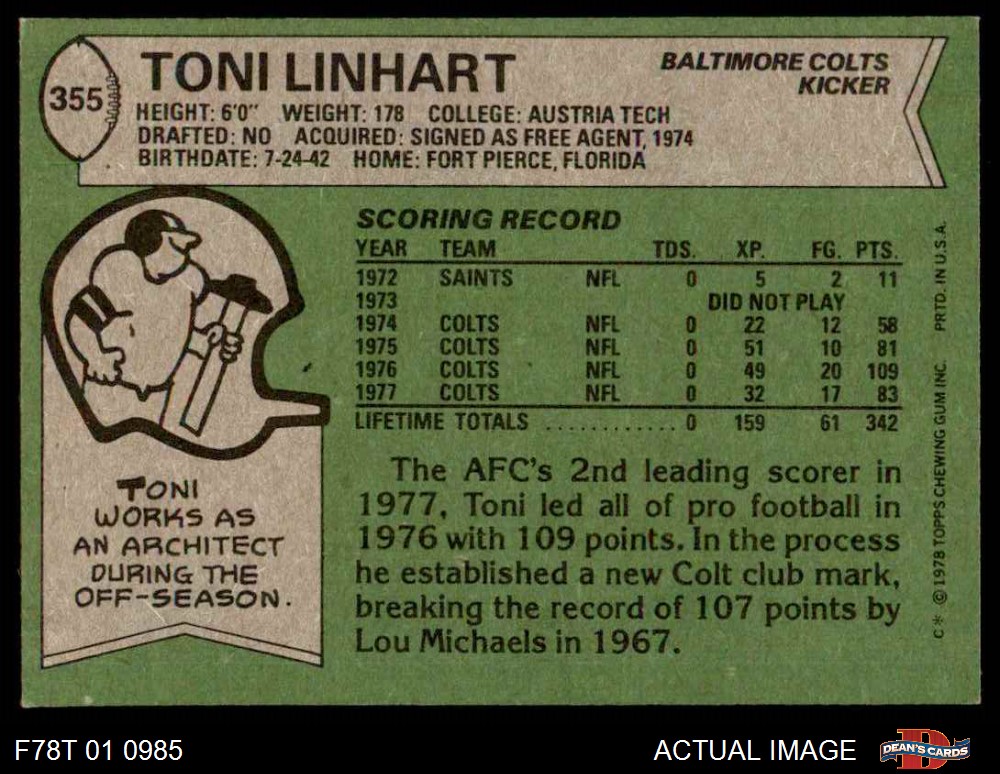 355
TONI LINHART
BALTIMORE COLTS
KICKER
HEIGHT: 6'0" WEIGHT: 178 COLLEGE: AUSTRIA TECH
DRAFTED: NO ACQUIRED: SIGNED AS FREE AGENT, 1974
BIRTHDATE: 7-24-42 HOME: FORT PIERCE, FLORIDA
SCORING RECORD
YEAR TEAM TDS. XP. FG. PTS.
1972 SAINTS NFL 0 5 2 11
1973 DID NOT PLAY
1974 COLTS NFL 0 22 12 58
1975 COLTS NFL 0 51 10 81
1976 COLTS NFL 0 49 20 109
1977 COLTS NFL 0 32 17 83
LIFETIME TOTALS ............ 0 159 61 342
The AFC's 2nd leading scorer in
1977, Toni led all of pro football in
1976 with 109 points. In the process
he established a new Colt club mark,
breaking the record of 107 points by
Lou Michaels in 1967.
TONI
WORKS AS
AN ARCHITECT
DURING THE
OFF-SEASON.
C* © 1978 TOPPS CHEWING GUM INC. PRTD. IN U.S.A.
F78T 01 0985
ACTUAL IMAGE
D
DEAN'S CARDS